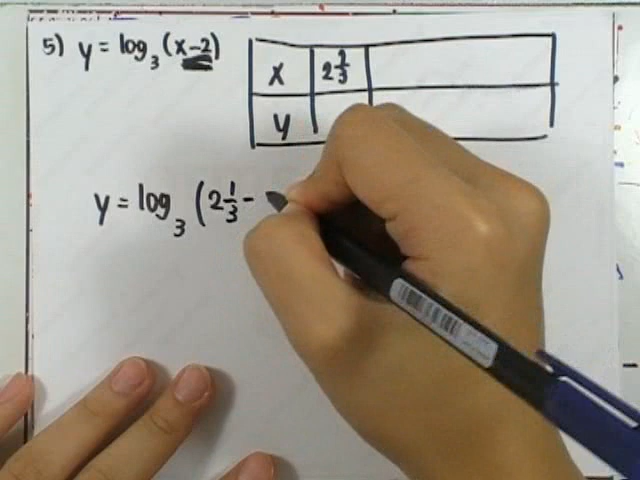 5) y = log₃(x-2)
x 2⅓
y
y = log₃(2⅓ -